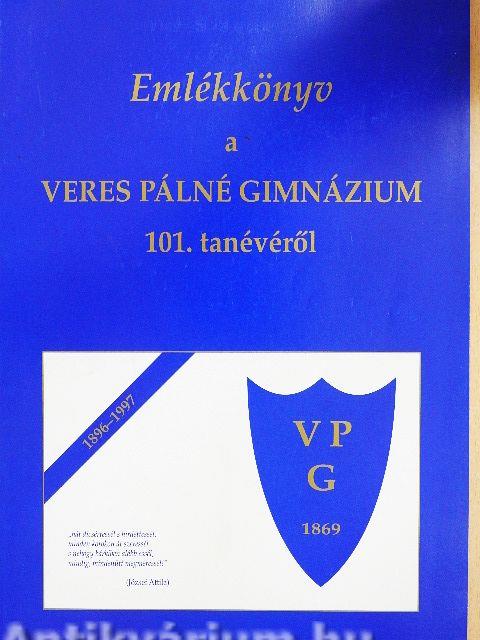 Emlékkönyv
a
VERES PÁLNÉ GIMNÁZIUM
101. tanévéről
1896–1997
V P
G
1869
(József Attila)
Antikvárium.hu